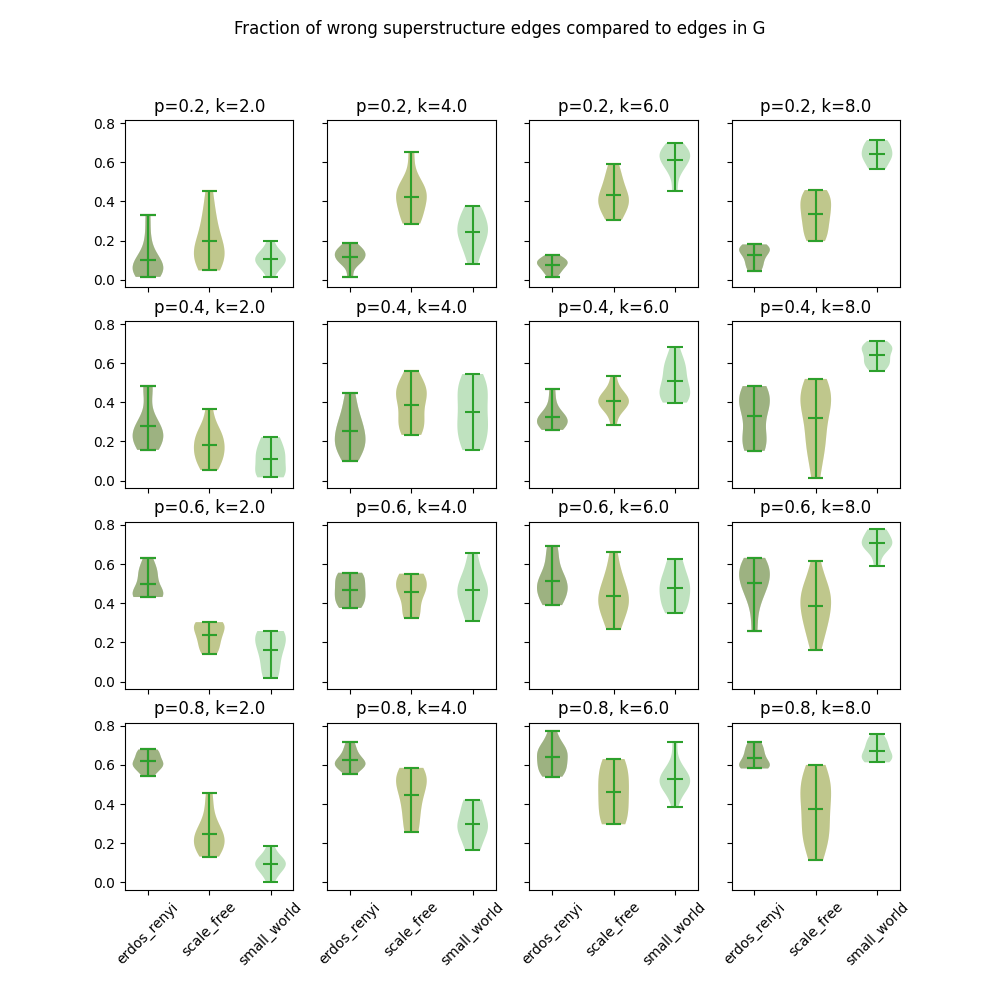 Fraction of wrong superstructure edges compared to edges in G
p=0.2, k=2.0
p=0.2, k=4.0
p=0.2, k=6.0
p=0.2, k=8.0
0.8
0.6
0.4
0.2
0.0
p=0.4, k=2.0
p=0.4, k=4.0
p=0.4, k=6.0
p=0.4, k=8.0
0.8
0.6
0.4
0.2
0.0
p=0.6, k=2.0
p=0.6, k=4.0
p=0.6, k=6.0
p=0.6, k=8.0
0.8
0.6
0.4
0.2
0.0
p=0.8, k=2.0
p=0.8, k=4.0
p=0.8, k=6.0
p=0.8, k=8.0
0.8
0.6
0.4
0.2
0.0
erdos_renyi
scale_free
small_world
erdos_renyi
scale_free
small_world
erdos_renyi
scale_free
small_world
erdos_renyi
scale_free
small_world